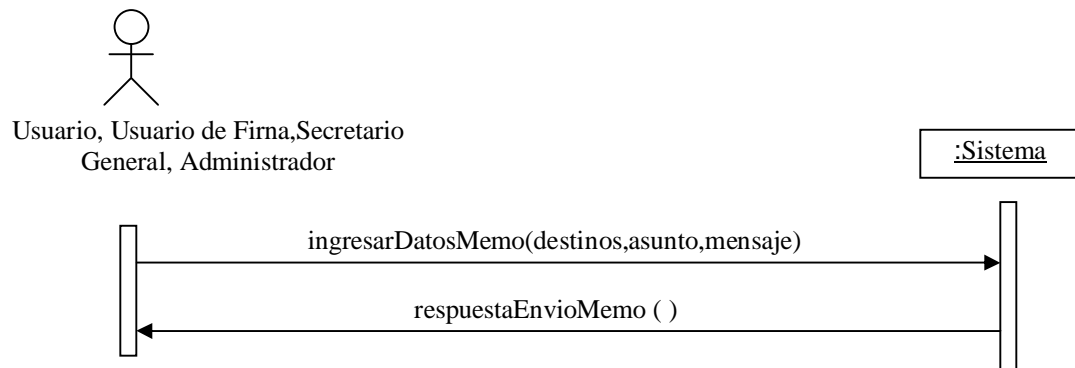 Usuario, Usuario de Firna,Secretario
General, Administrador
:Sistema
ingresarDatosMemo(destinos,asunto,mensaje)
respuestaEnvioMemo ( )